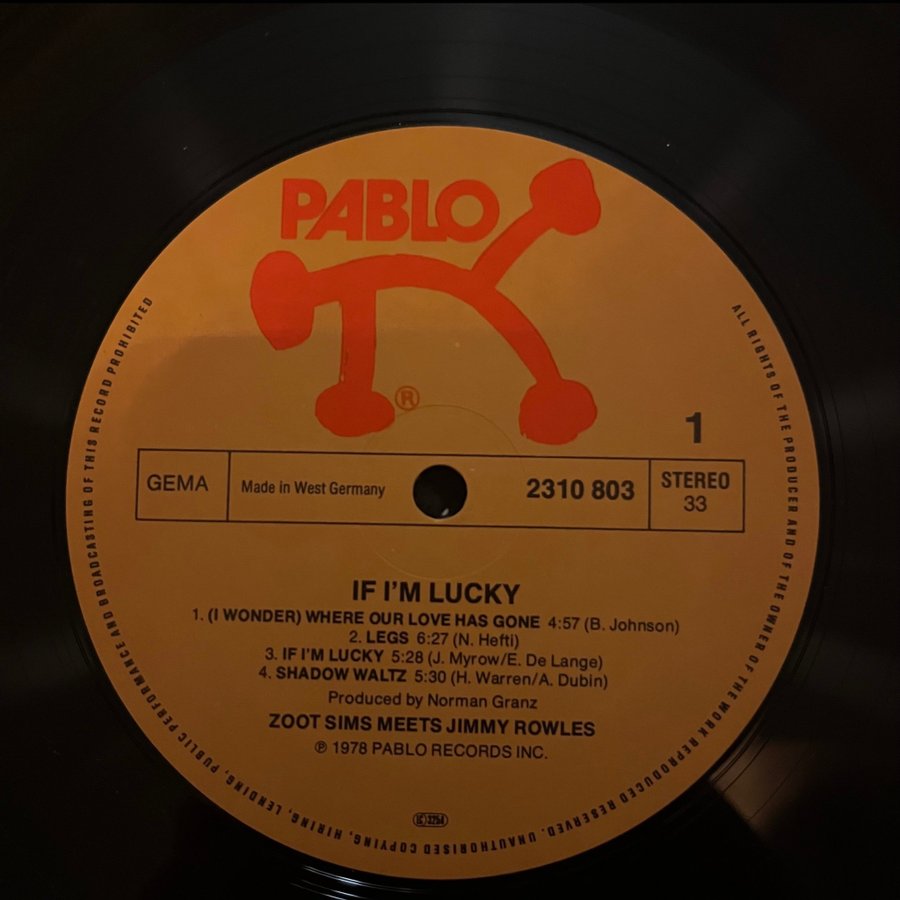 PABLO
®
1
GEMA
Made in West Germany
2310 803
STEREO
33
IF I'M LUCKY
1. (I WONDER) WHERE OUR LOVE HAS GONE 4:57 (B. Johnson)
2. LEGS 6:27 (N. Hefti)
3. IF I'M LUCKY 5:28 (J. Myrow/E. De Lange)
4. SHADOW WALTZ 5:30 (H. Warren/A. Dubin)
Produced by Norman Granz
ZOOT SIMS MEETS JIMMY ROWLES
℗ 1978 PABLO RECORDS INC.
ALL RIGHTS OF THE PRODUCER AND OF THE OWNER OF THE WORK REPRODUCED RESERVED. UNAUTHORISED COPYING, HIRING, LENDING, PUBLIC PERFORMANCE AND BROADCASTING OF THIS RECORD PROHIBITED